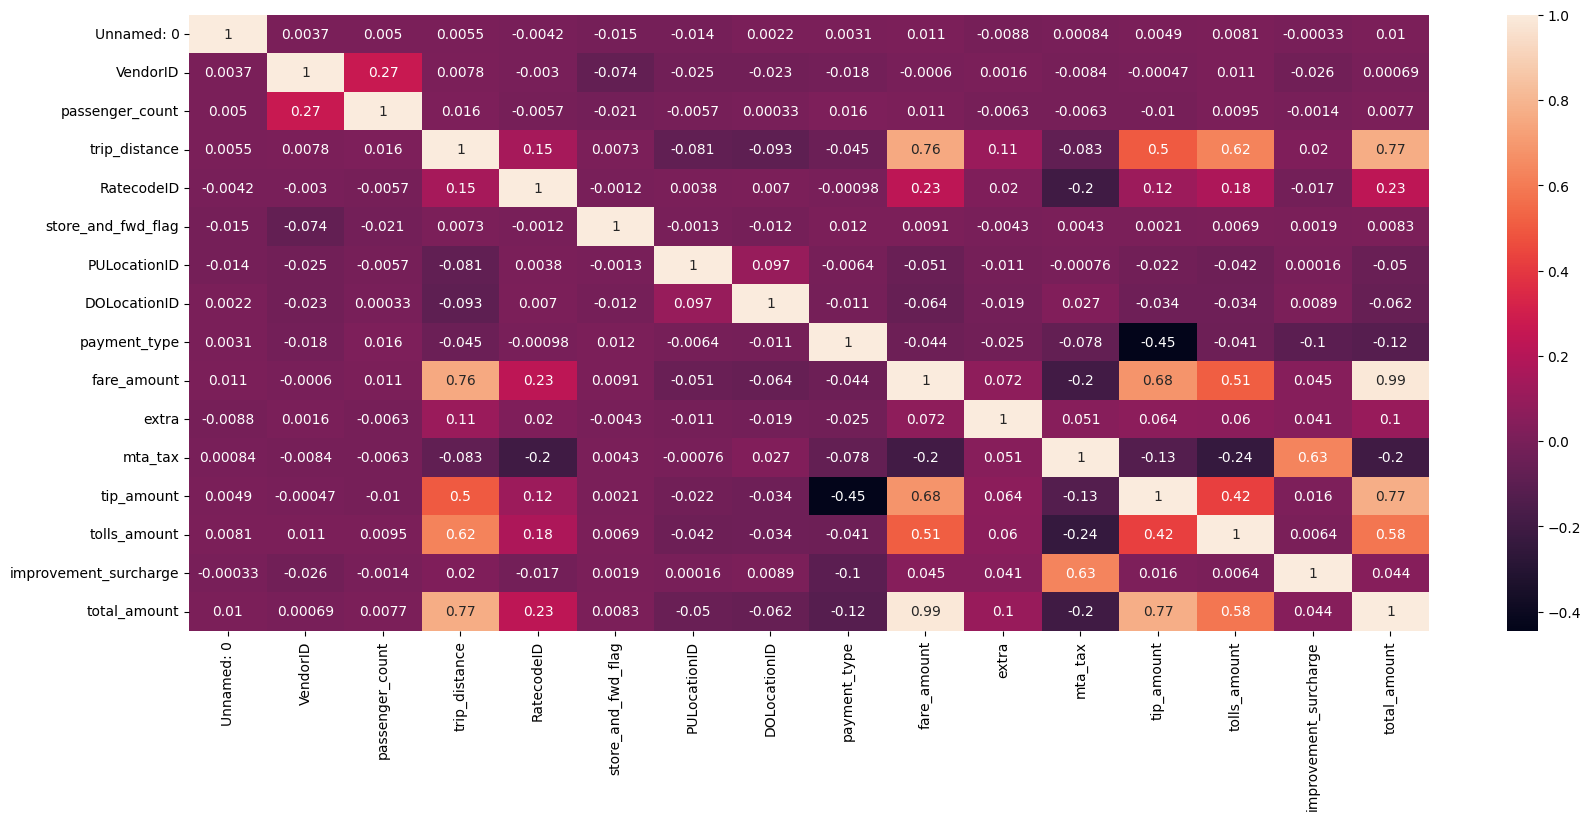 Unnamed: 0 1 0.0037 0.005 0.0055 -0.0042 -0.015 -0.014 0.0022 0.0031 0.011 -0.0088 0.00084 0.0049 0.0081 -0.00033 0.01
VendorID 0.0037 1 0.27 0.0078 -0.003 -0.074 -0.025 -0.023 -0.018 -0.0006 0.0016 -0.0084 -0.00047 0.011 -0.026 0.00069
passenger_count 0.005 0.27 1 0.016 -0.0057 -0.021 -0.0057 0.00033 0.016 0.011 -0.0063 -0.0063 -0.01 0.0095 -0.0014 0.0077
trip_distance 0.0055 0.0078 0.016 1 0.15 0.0073 -0.081 -0.093 -0.045 0.76 0.11 -0.083 0.5 0.62 0.02 0.77
RatecodeID -0.0042 -0.003 -0.0057 0.15 1 -0.0012 0.0038 0.007 -0.00098 0.23 0.02 -0.2 0.12 0.18 -0.017 0.23
store_and_fwd_flag -0.015 -0.074 -0.021 0.0073 -0.0012 1 -0.0013 -0.012 0.012 0.0091 -0.0043 0.0043 0.0021 0.0069 0.0019 0.0083
PULocationID -0.014 -0.025 -0.0057 -0.081 0.0038 -0.0013 1 0.097 -0.0064 -0.051 -0.011 -0.00076 -0.022 -0.042 0.00016 -0.05
DOLocationID 0.0022 -0.023 0.00033 -0.093 0.007 -0.012 0.097 1 -0.011 -0.064 -0.019 0.027 -0.034 -0.034 0.0089 -0.062
payment_type 0.0031 -0.018 0.016 -0.045 -0.00098 0.012 -0.0064 -0.011 1 -0.044 -0.025 -0.078 -0.45 -0.041 -0.1 -0.12
fare_amount 0.011 -0.0006 0.011 0.76 0.23 0.0091 -0.051 -0.064 -0.044 1 0.072 -0.2 0.68 0.51 0.045 0.99
extra -0.0088 0.0016 -0.0063 0.11 0.02 -0.0043 -0.011 -0.019 -0.025 0.072 1 0.051 0.064 0.06 0.041 0.1
mta_tax 0.00084 -0.0084 -0.0063 -0.083 -0.2 0.0043 -0.00076 0.027 -0.078 -0.2 0.051 1 -0.13 -0.24 0.63 -0.2
tip_amount 0.0049 -0.00047 -0.01 0.5 0.12 0.0021 -0.022 -0.034 -0.45 0.68 0.064 -0.13 1 0.42 0.016 0.77
tolls_amount 0.0081 0.011 0.0095 0.62 0.18 0.0069 -0.042 -0.034 -0.041 0.51 0.06 -0.24 0.42 1 0.0064 0.58
improvement_surcharge -0.00033 -0.026 -0.0014 0.02 -0.017 0.0019 0.00016 0.0089 -0.1 0.045 0.041 0.63 0.016 0.0064 1 0.044
total_amount 0.01 0.00069 0.0077 0.77 0.23 0.0083 -0.05 -0.062 -0.12 0.99 0.1 -0.2 0.77 0.58 0.044 1
Unnamed: 0
VendorID
passenger_count
trip_distance
RatecodeID
store_and_fwd_flag
PULocationID
DOLocationID
payment_type
fare_amount
extra
mta_tax
tip_amount
tolls_amount
improvement_surcharge
total_amount
1.0
0.8
0.6
0.4
0.2
0.0
−0.2
−0.4